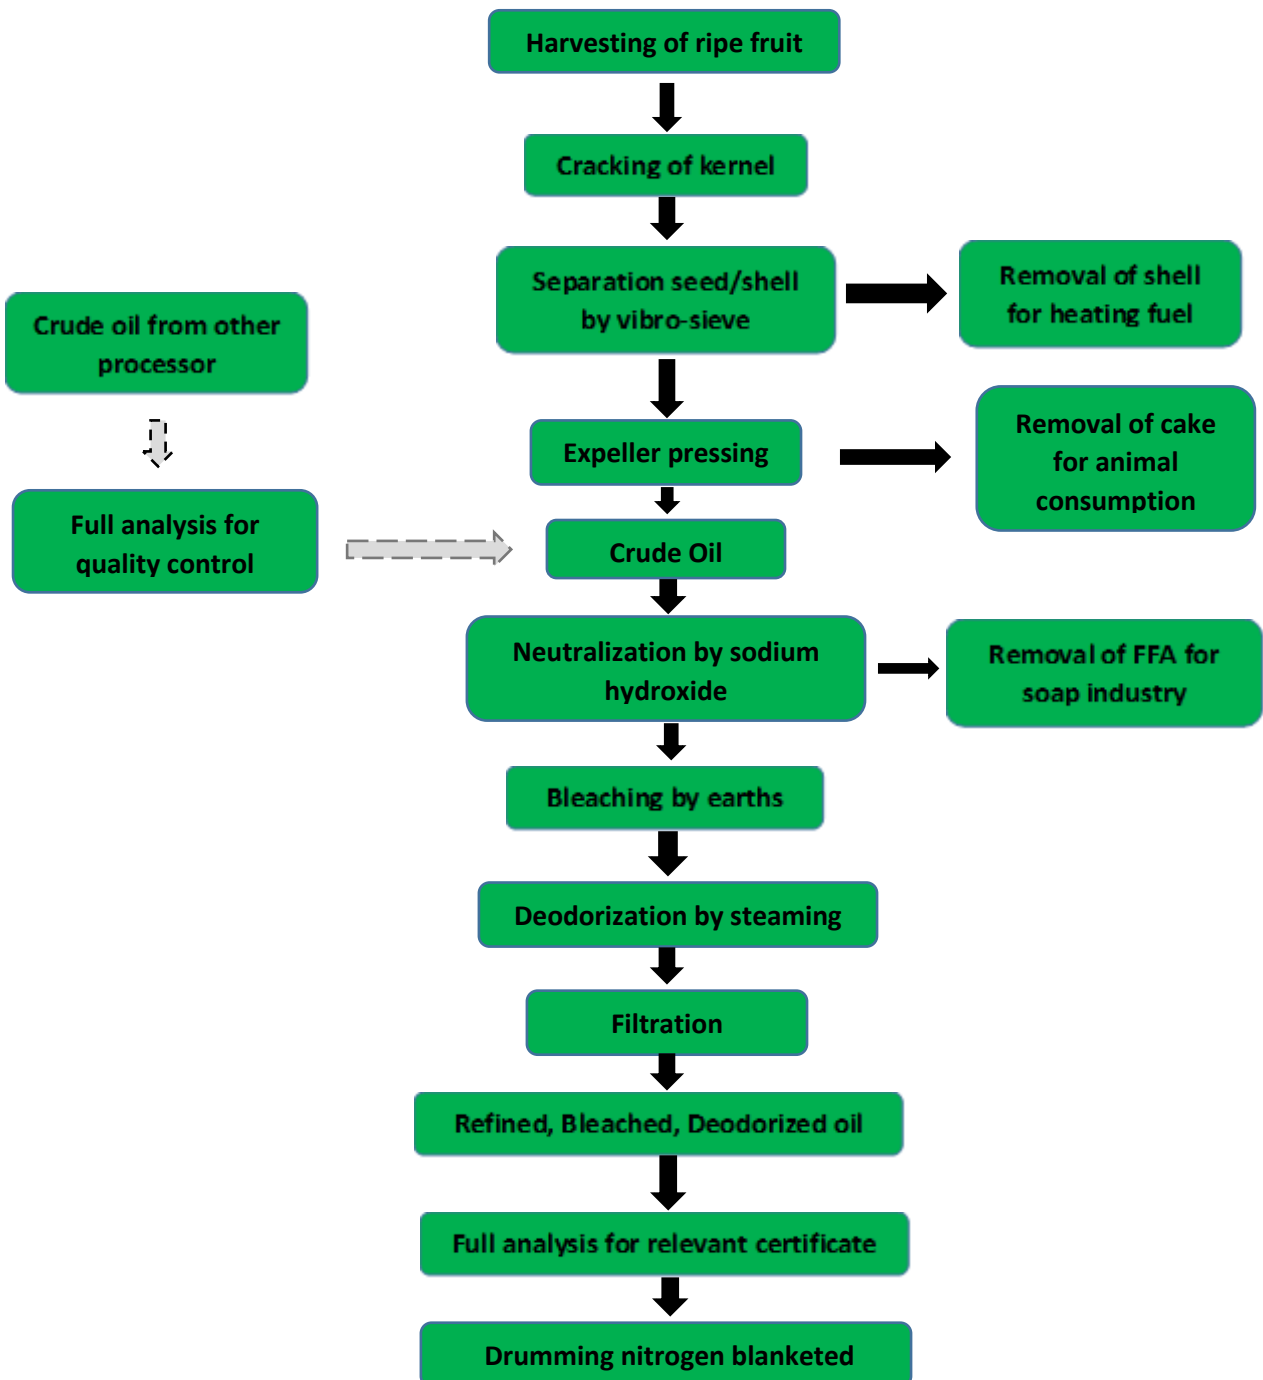 Harvesting of ripe fruit
Cracking of kernel
Separation seed/shell
by vibro-sieve
Removal of shell
for heating fuel
Crude oil from other
processor
Expeller pressing
Removal of cake
for animal
consumption
Full analysis for
quality control
Crude Oil
Neutralization by sodium
hydroxide
Removal of FFA for
soap industry
Bleaching by earths
Deodorization by steaming
Filtration
Refined, Bleached, Deodorized oil
Full analysis for relevant certificate
Drumming nitrogen blanketed